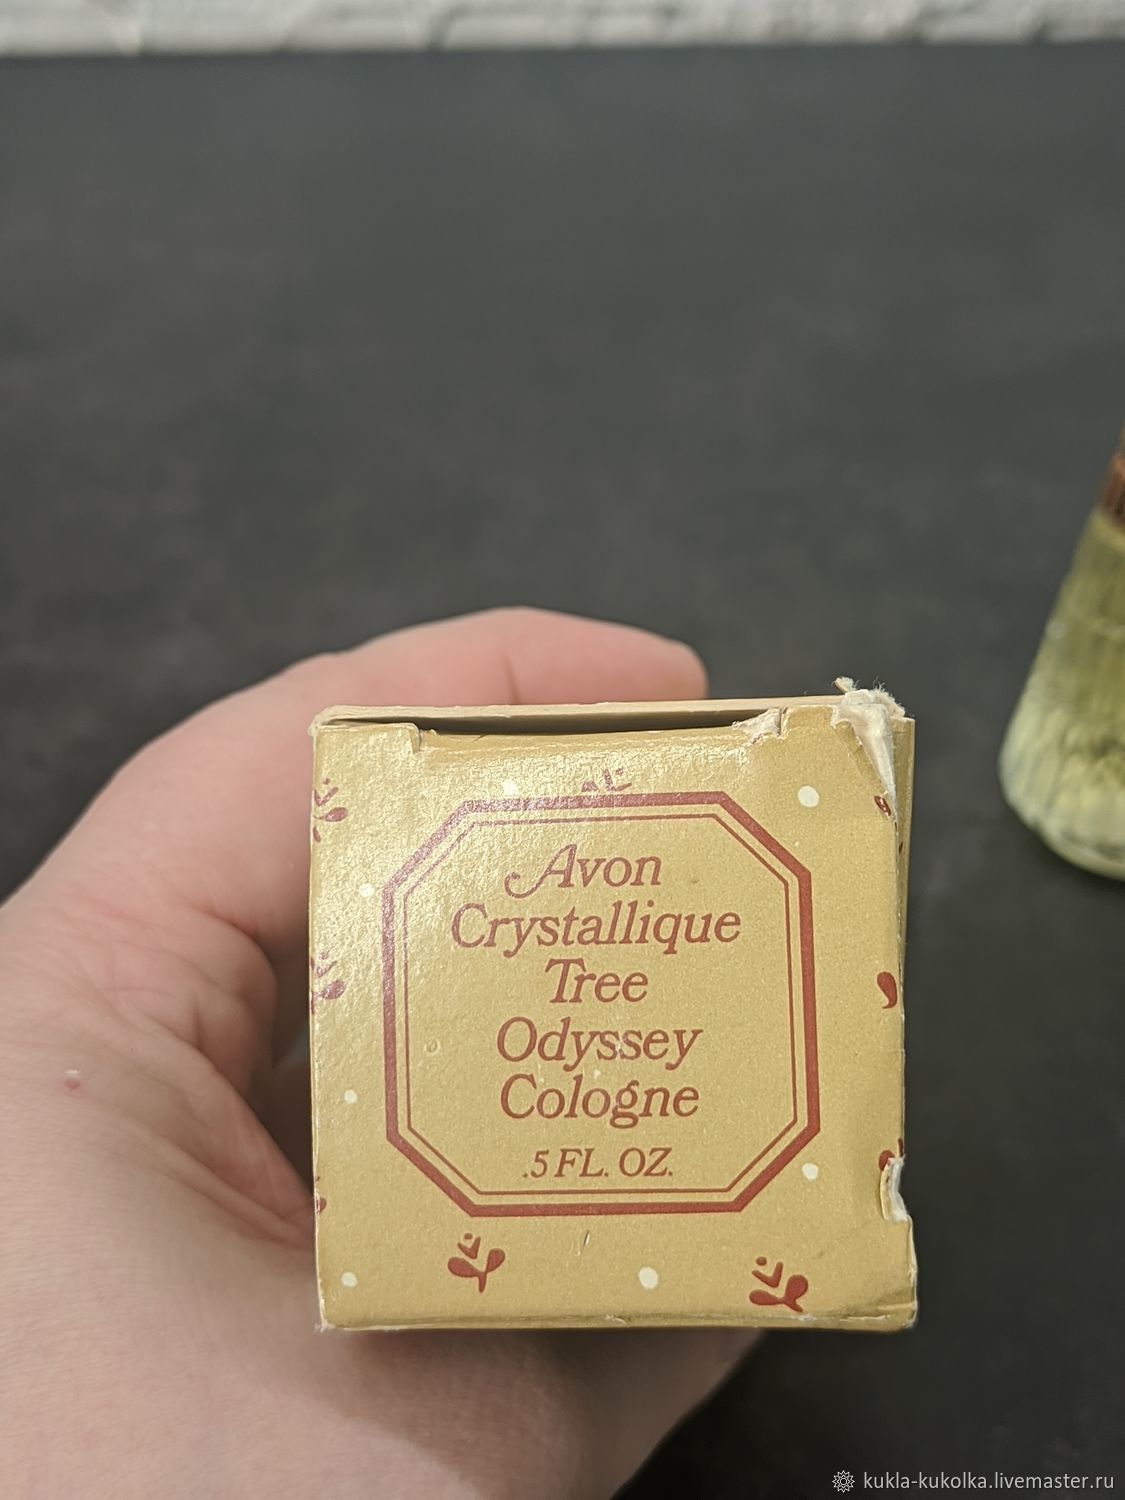 Avon
Crystallique
Tree
Odyssey
Cologne
.5 FL. OZ.
kukla-kukolka.livemaster.ru